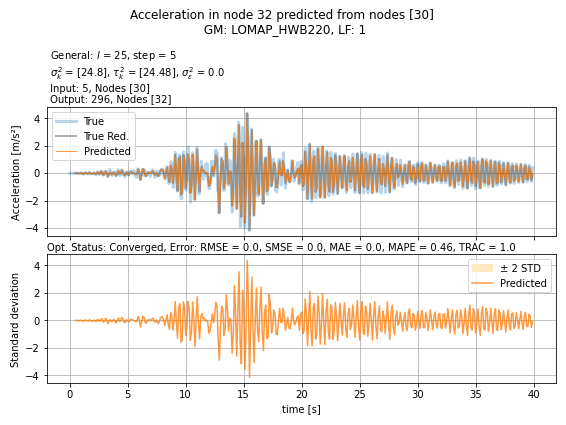 Acceleration in node 32 predicted from nodes [30]
GM: LOMAP_HWB220, LF: 1
General: l = 25, step = 5
σ²ₖ = [24.8], τ²ₖ = [24.48], σ²ε = 0.0
Input: 5, Nodes [30]
Output: 296, Nodes [32]
Acceleration [m/s²]
4
2
0
−2
−4
True
True Red.
Predicted
Opt. Status: Converged, Error: RMSE = 0.0, SMSE = 0.0, MAE = 0.0, MAPE = 0.46, TRAC = 1.0
Standard deviation
4
2
0
−2
−4
± 2 STD
Predicted
0 5 10 15 20 25 30 35 40
time [s]